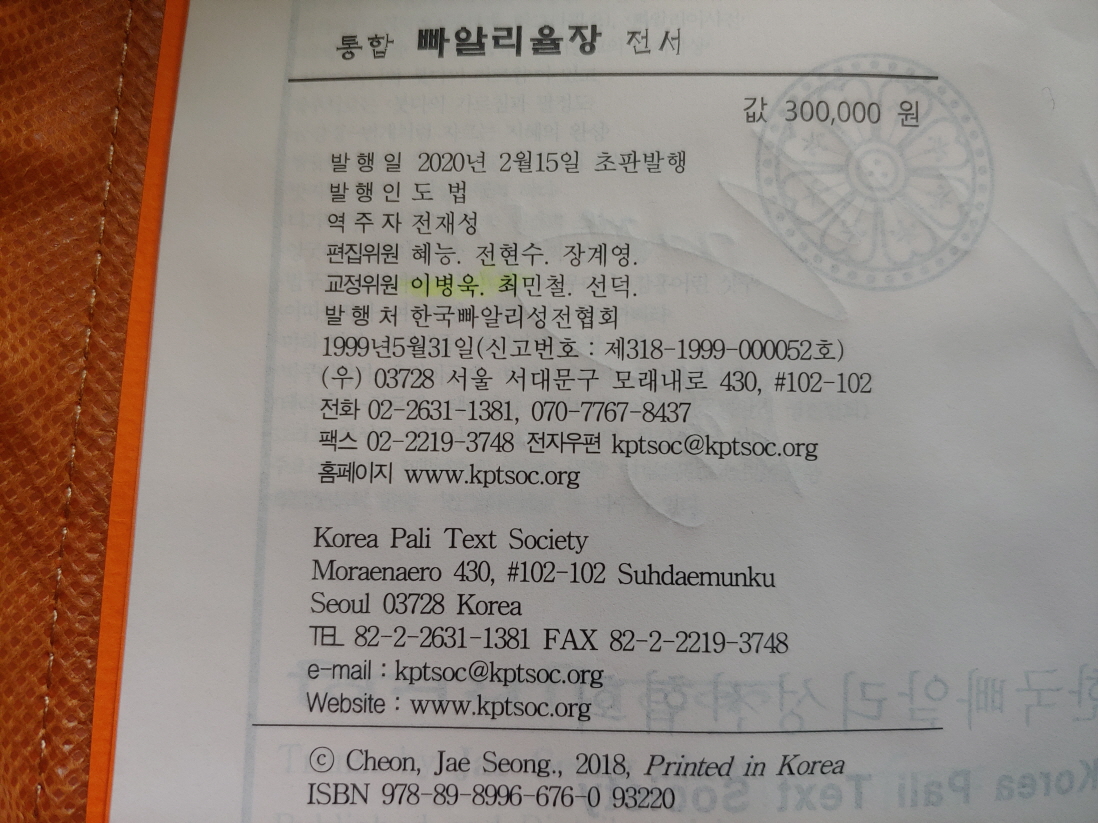 통합 빠알리율장 전서
값 300,000 원
발행일 2020년 2월15일 초판발행
발행인 도 법
역주자 전재성
편집위원 혜능. 전현수. 장계영.
교정위원 이병욱. 최민철. 선덕.
발행처 한국빠알리성전협회
1999년5월31일(신고번호 : 제318-1999-000052호)
(우) 03728 서울 서대문구 모래내로 430, #102-102
전화 02-2631-1381, 070-7767-8437
팩스 02-2219-3748 전자우편 kptsoc@kptsoc.org
홈페이지 www.kptsoc.org
Korea Pali Text Society
Moraenaero 430, #102-102 Suhdaemunku
Seoul 03728 Korea
TEL 82-2-2631-1381 FAX 82-2-2219-3748
e-mail : kptsoc@kptsoc.org
Website : www.kptsoc.org
ⓒ Cheon, Jae Seong., 2018, Printed in Korea
ISBN 978-89-8996-676-0 93220